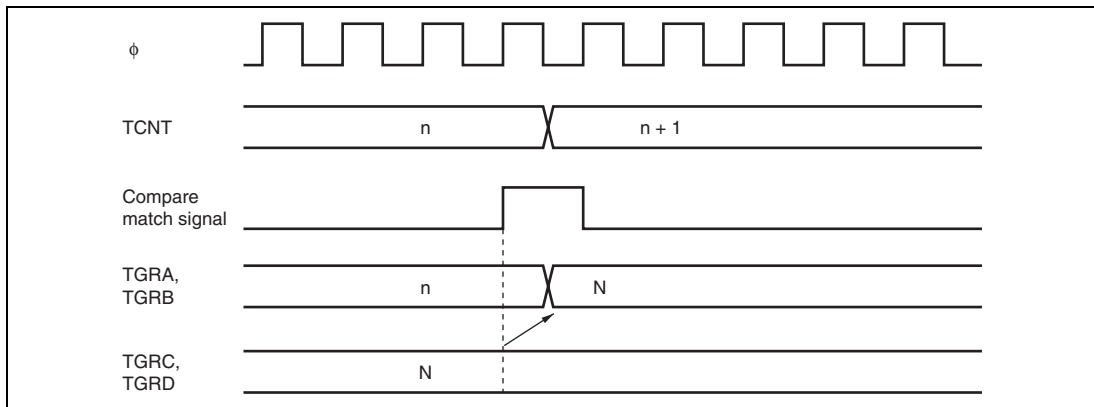 ϕ
TCNT
n
n + 1
Compare
match signal
TGRA,
TGRB
n
N
TGRC,
TGRD
N